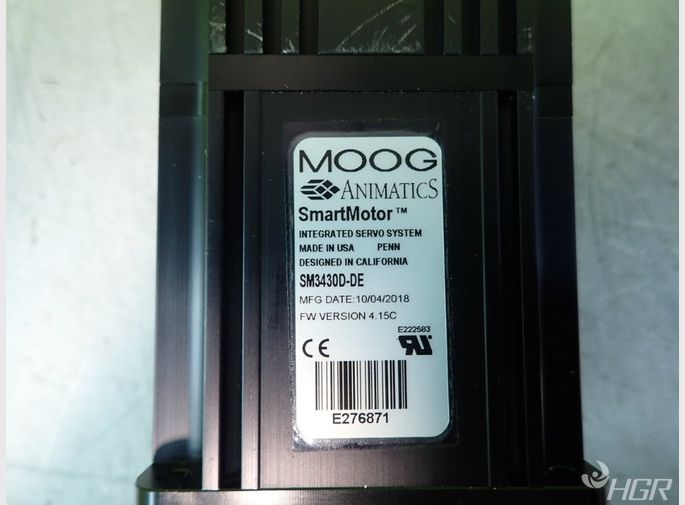 MOOG
ANIMATICS
SmartMotor™
INTEGRATED SERVO SYSTEM
MADE IN USA PENN
DESIGNED IN CALIFORNIA
SM3430D-DE
MFG DATE:10/04/2018
FW VERSION 4.15C
E222583
CE
RU
E276871
HGR